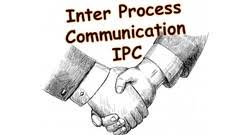 Inter Process
Communication
IPC